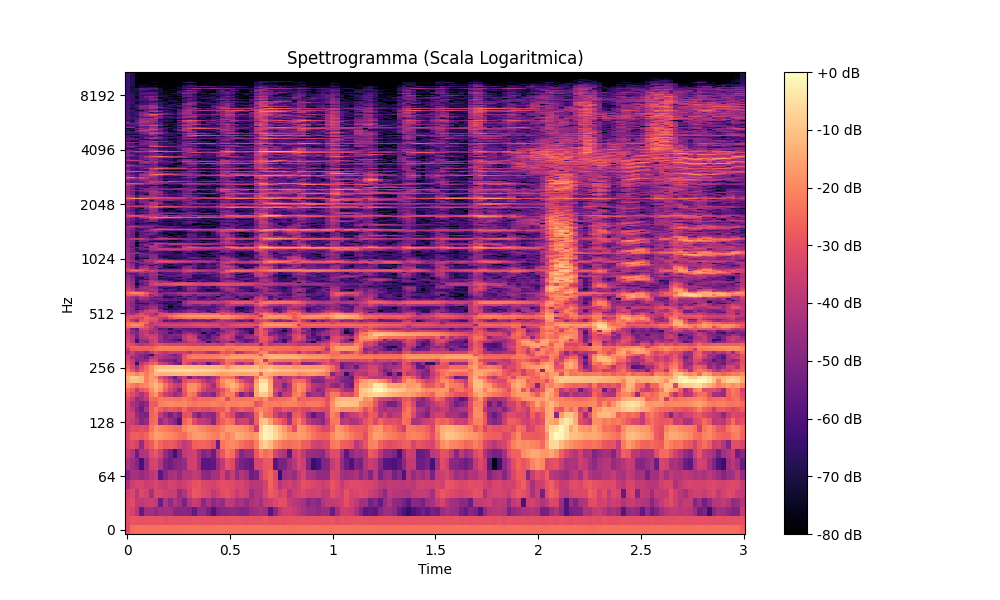 Spettrogramma (Scala Logaritmica)
Hz
8192
4096
2048
1024
512
256
128
64
0
0
0.5
1
1.5
2
2.5
3
Time
+0 dB
-10 dB
-20 dB
-30 dB
-40 dB
-50 dB
-60 dB
-70 dB
-80 dB